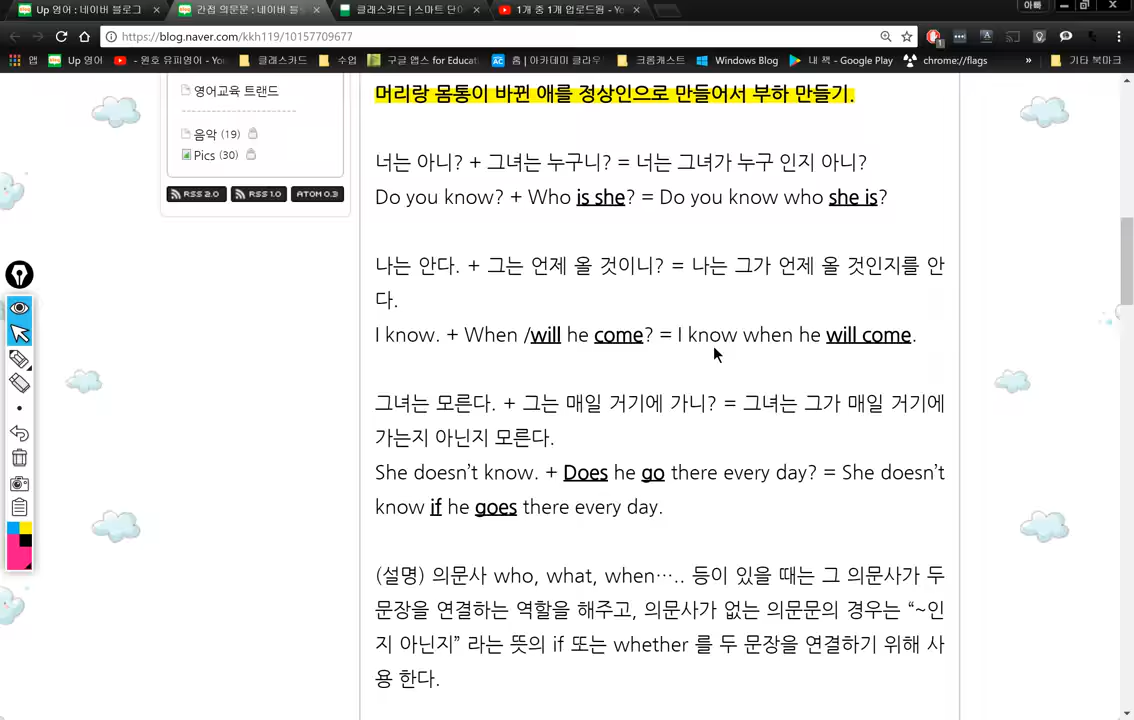 Up 영어 : 네이버 블로그
간접 의문문 : 네이버 블
클래스카드 | 스마트 단어
1개 중 1개 업로드됨 - Yo
아빠
https://blog.naver.com/kkh119/10157709677
앱
Up 영어
- 원호 유피영어 - Yo
클래스카드
수업
구글 앱스 for Educati
홈 | 아카데미 클라우
크롬캐스트
Windows Blog
내 책 - Google Play
chrome://flags
»
기타 북마크
영어교육 트랜드
음악 (19)
Pics (30)
RSS 2.0
RSS 1.0
ATOM 0.3
머리랑 몸통이 바뀐 애를 정상인으로 만들어서 부하 만들기.
너는 아니? + 그녀는 누구니? = 너는 그녀가 누구 인지 아니?
Do you know? + Who is she? = Do you know who she is?
나는 안다. + 그는 언제 올 것이니? = 나는 그가 언제 올 것인지를 안
다.
I know. + When /will he come? = I know when he will come.
그녀는 모른다. + 그는 매일 거기에 가니? = 그녀는 그가 매일 거기에
가는지 아닌지 모른다.
She doesn’t know. + Does he go there every day? = She doesn’t
know if he goes there every day.
(설명) 의문사 who, what, when….. 등이 있을 때는 그 의문사가 두
문장을 연결하는 역할을 해주고, 의문사가 없는 의문문의 경우는 “~인
지 아닌지” 라는 뜻의 if 또는 whether 를 두 문장을 연결하기 위해 사
용 한다.